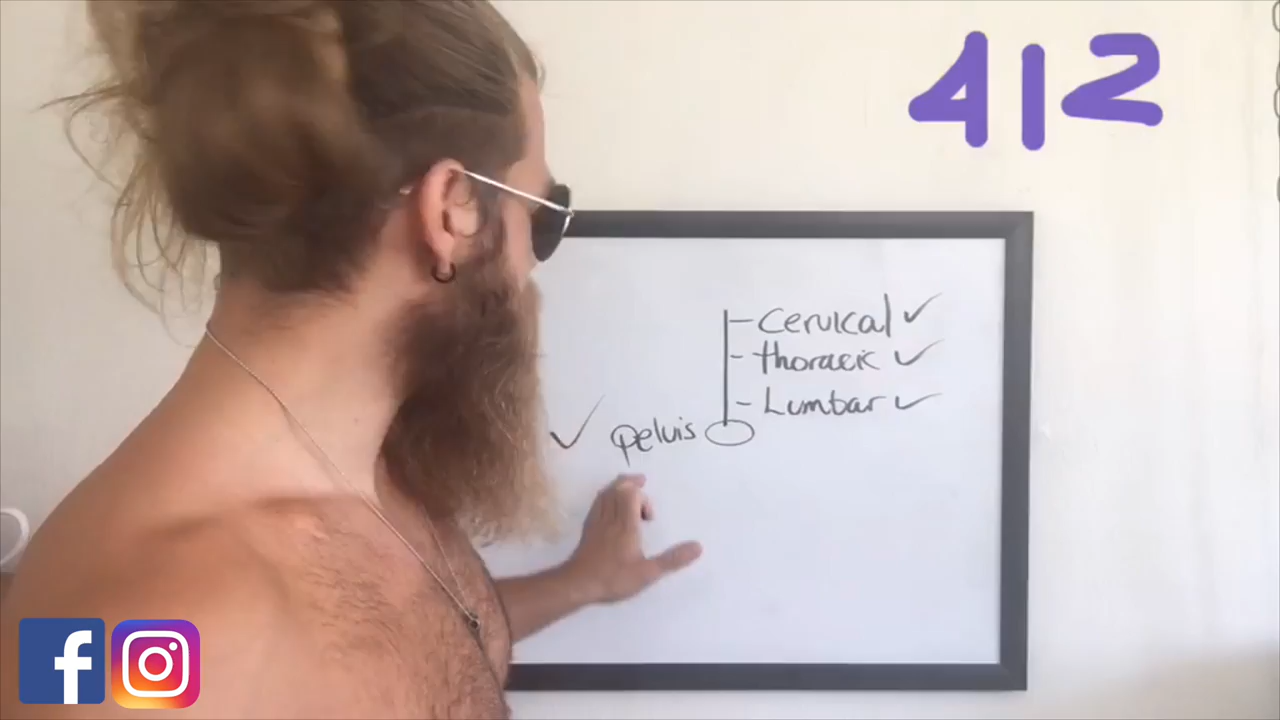 412
Cervical ✓
thoracic ✓
Lumbar ✓
✓ pelvis